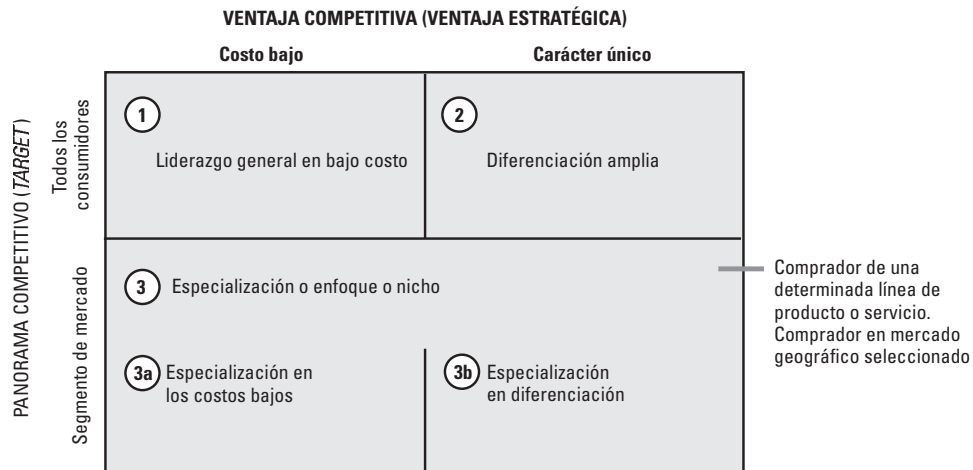 VENTAJA COMPETITIVA (VENTAJA ESTRATÉGICA)
Costo bajo
Carácter único
PANORAMA COMPETITIVO (TARGET)
Todos los
consumidores
1
Liderazgo general en bajo costo
2
Diferenciación amplia
Segmento de mercado
3 Especialización o enfoque o nicho
3a Especialización en
los costos bajos
3b Especialización
en diferenciación
Comprador de una
determinada línea de
producto o servicio.
Comprador en mercado
geográfico seleccionado